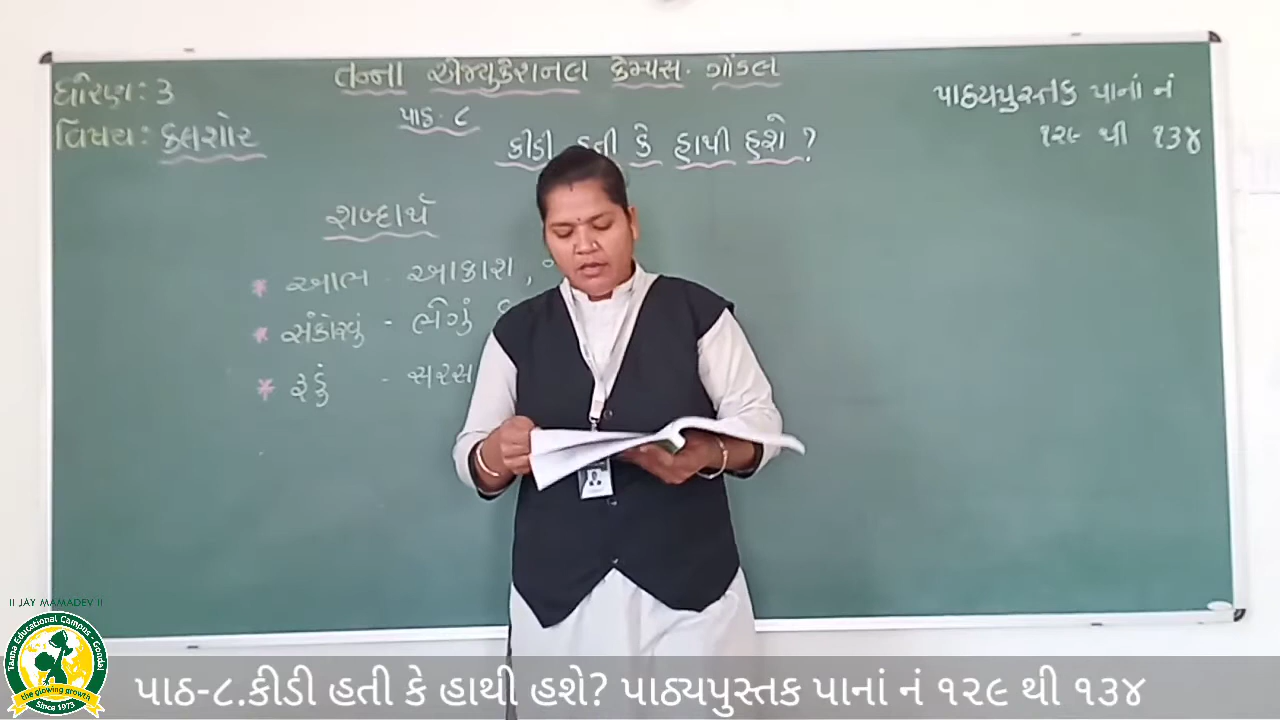 તન્ના એજ્યુકેશનલ કેમ્પસ. ગોંડલ
ધોરણ: 3
વિષય: કલશોર
પાઠ. ૮
પાઠ્યપુસ્તક પાનાં નં
૧૨૯ થી ૧૩૪
કીડી હતી કે હાથી હશે ?
શબ્દાર્થ
* આભ - આકાશ,
* સંકોરવું - ભેગું
* રૂડું - સરસ
II JAY MAMADEV II
Tanna Educational Campus - Gondal
the glowing growth
Since 1973
પાઠ-૮.કીડી હતી કે હાથી હશે? પાઠ્યપુસ્તક પાનાં નં ૧૨૯ થી ૧૩૪